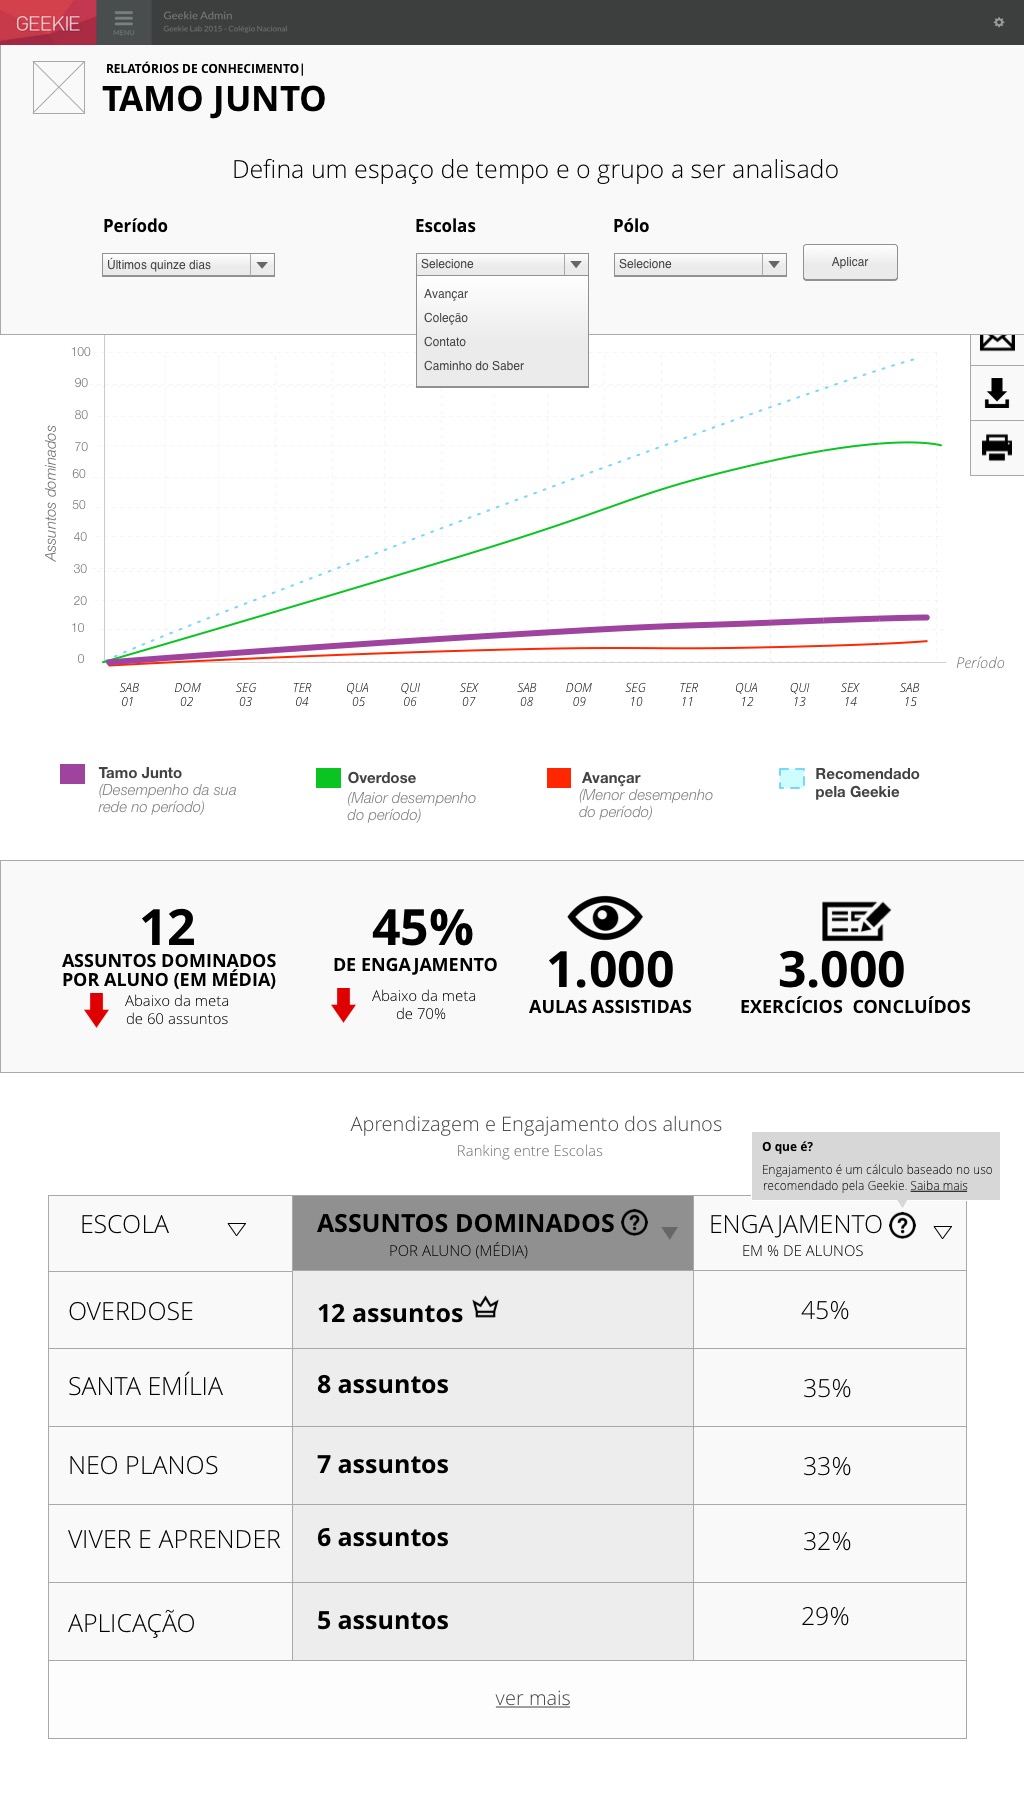 GEEKIE
MENU
Geekie Admin
Geekie Lab 2015 - Colégio Nacional
RELATÓRIOS DE CONHECIMENTO|
TAMO JUNTO
Defina um espaço de tempo e o grupo a ser analisado
Período
Escolas
Pólo
Últimos quinze dias
Selecione
Selecione
Aplicar
Avançar
Coleção
Contato
Caminho do Saber
Assuntos dominados
100
90
80
70
60
50
40
30
20
10
0
Período
SAB DOM SEG TER QUA QUI SEX SAB DOM SEG TER QUA QUI SEX SAB
01 02 03 04 05 06 07 08 09 10 11 12 13 14 15
Tamo Junto
(Desempenho da sua
rede no período)
Overdose
(Maior desempenho
do período)
Avançar
(Menor desempenho
do período)
Recomendado
pela Geekie
12
ASSUNTOS DOMINADOS
POR ALUNO (EM MÉDIA)
Abaixo da meta
de 60 assuntos
45%
DE ENGAJAMENTO
Abaixo da meta
de 70%
1.000
AULAS ASSISTIDAS
3.000
EXERCÍCIOS CONCLUÍDOS
Aprendizagem e Engajamento dos alunos
Ranking entre Escolas
O que é?
Engajamento é um cálculo baseado no uso
recomendado pela Geekie. Saiba mais
ESCOLA
ASSUNTOS DOMINADOS ?
POR ALUNO (MÉDIA)
ENGAJAMENTO ?
EM % DE ALUNOS
OVERDOSE
12 assuntos
45%
SANTA EMÍLIA
8 assuntos
35%
NEO PLANOS
7 assuntos
33%
VIVER E APRENDER
6 assuntos
32%
APLICAÇÃO
5 assuntos
29%
ver mais